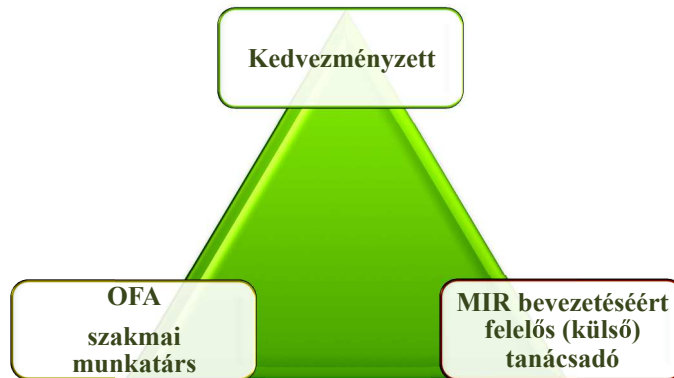 Kedvezményzett
OFA
szakmai
munkatárs
MIR bevezetéséért
felelős (külső)
tanácsadó